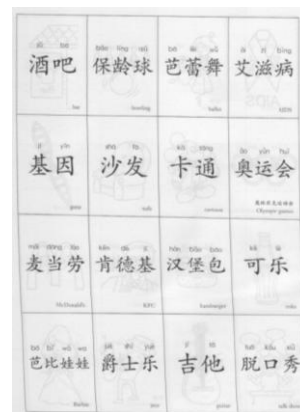 jiǔ bā
酒吧
bar
bǎo líng qiú
保龄球
bowling
bā lěi wǔ
芭蕾舞
ballet
ài zī bìng
艾滋病
AIDS
jī yīn
基因
gene
shā fā
沙发
sofa
kǎ tōng
卡通
cartoon
ào yùn huì
奥运会
Olympic games
mài dāng láo
麦当劳
McDonald's
kěn dé jī
肯德基
KFC
hàn bǎo bāo
汉堡包
hamburger
kě lè
可乐
coke
bā bǐ wá wa
芭比娃娃
Barbie
jué shì yuè
爵士乐
jazz
jí tā
吉他
guitar
tuō kǒu xiù
脱口秀
talk show